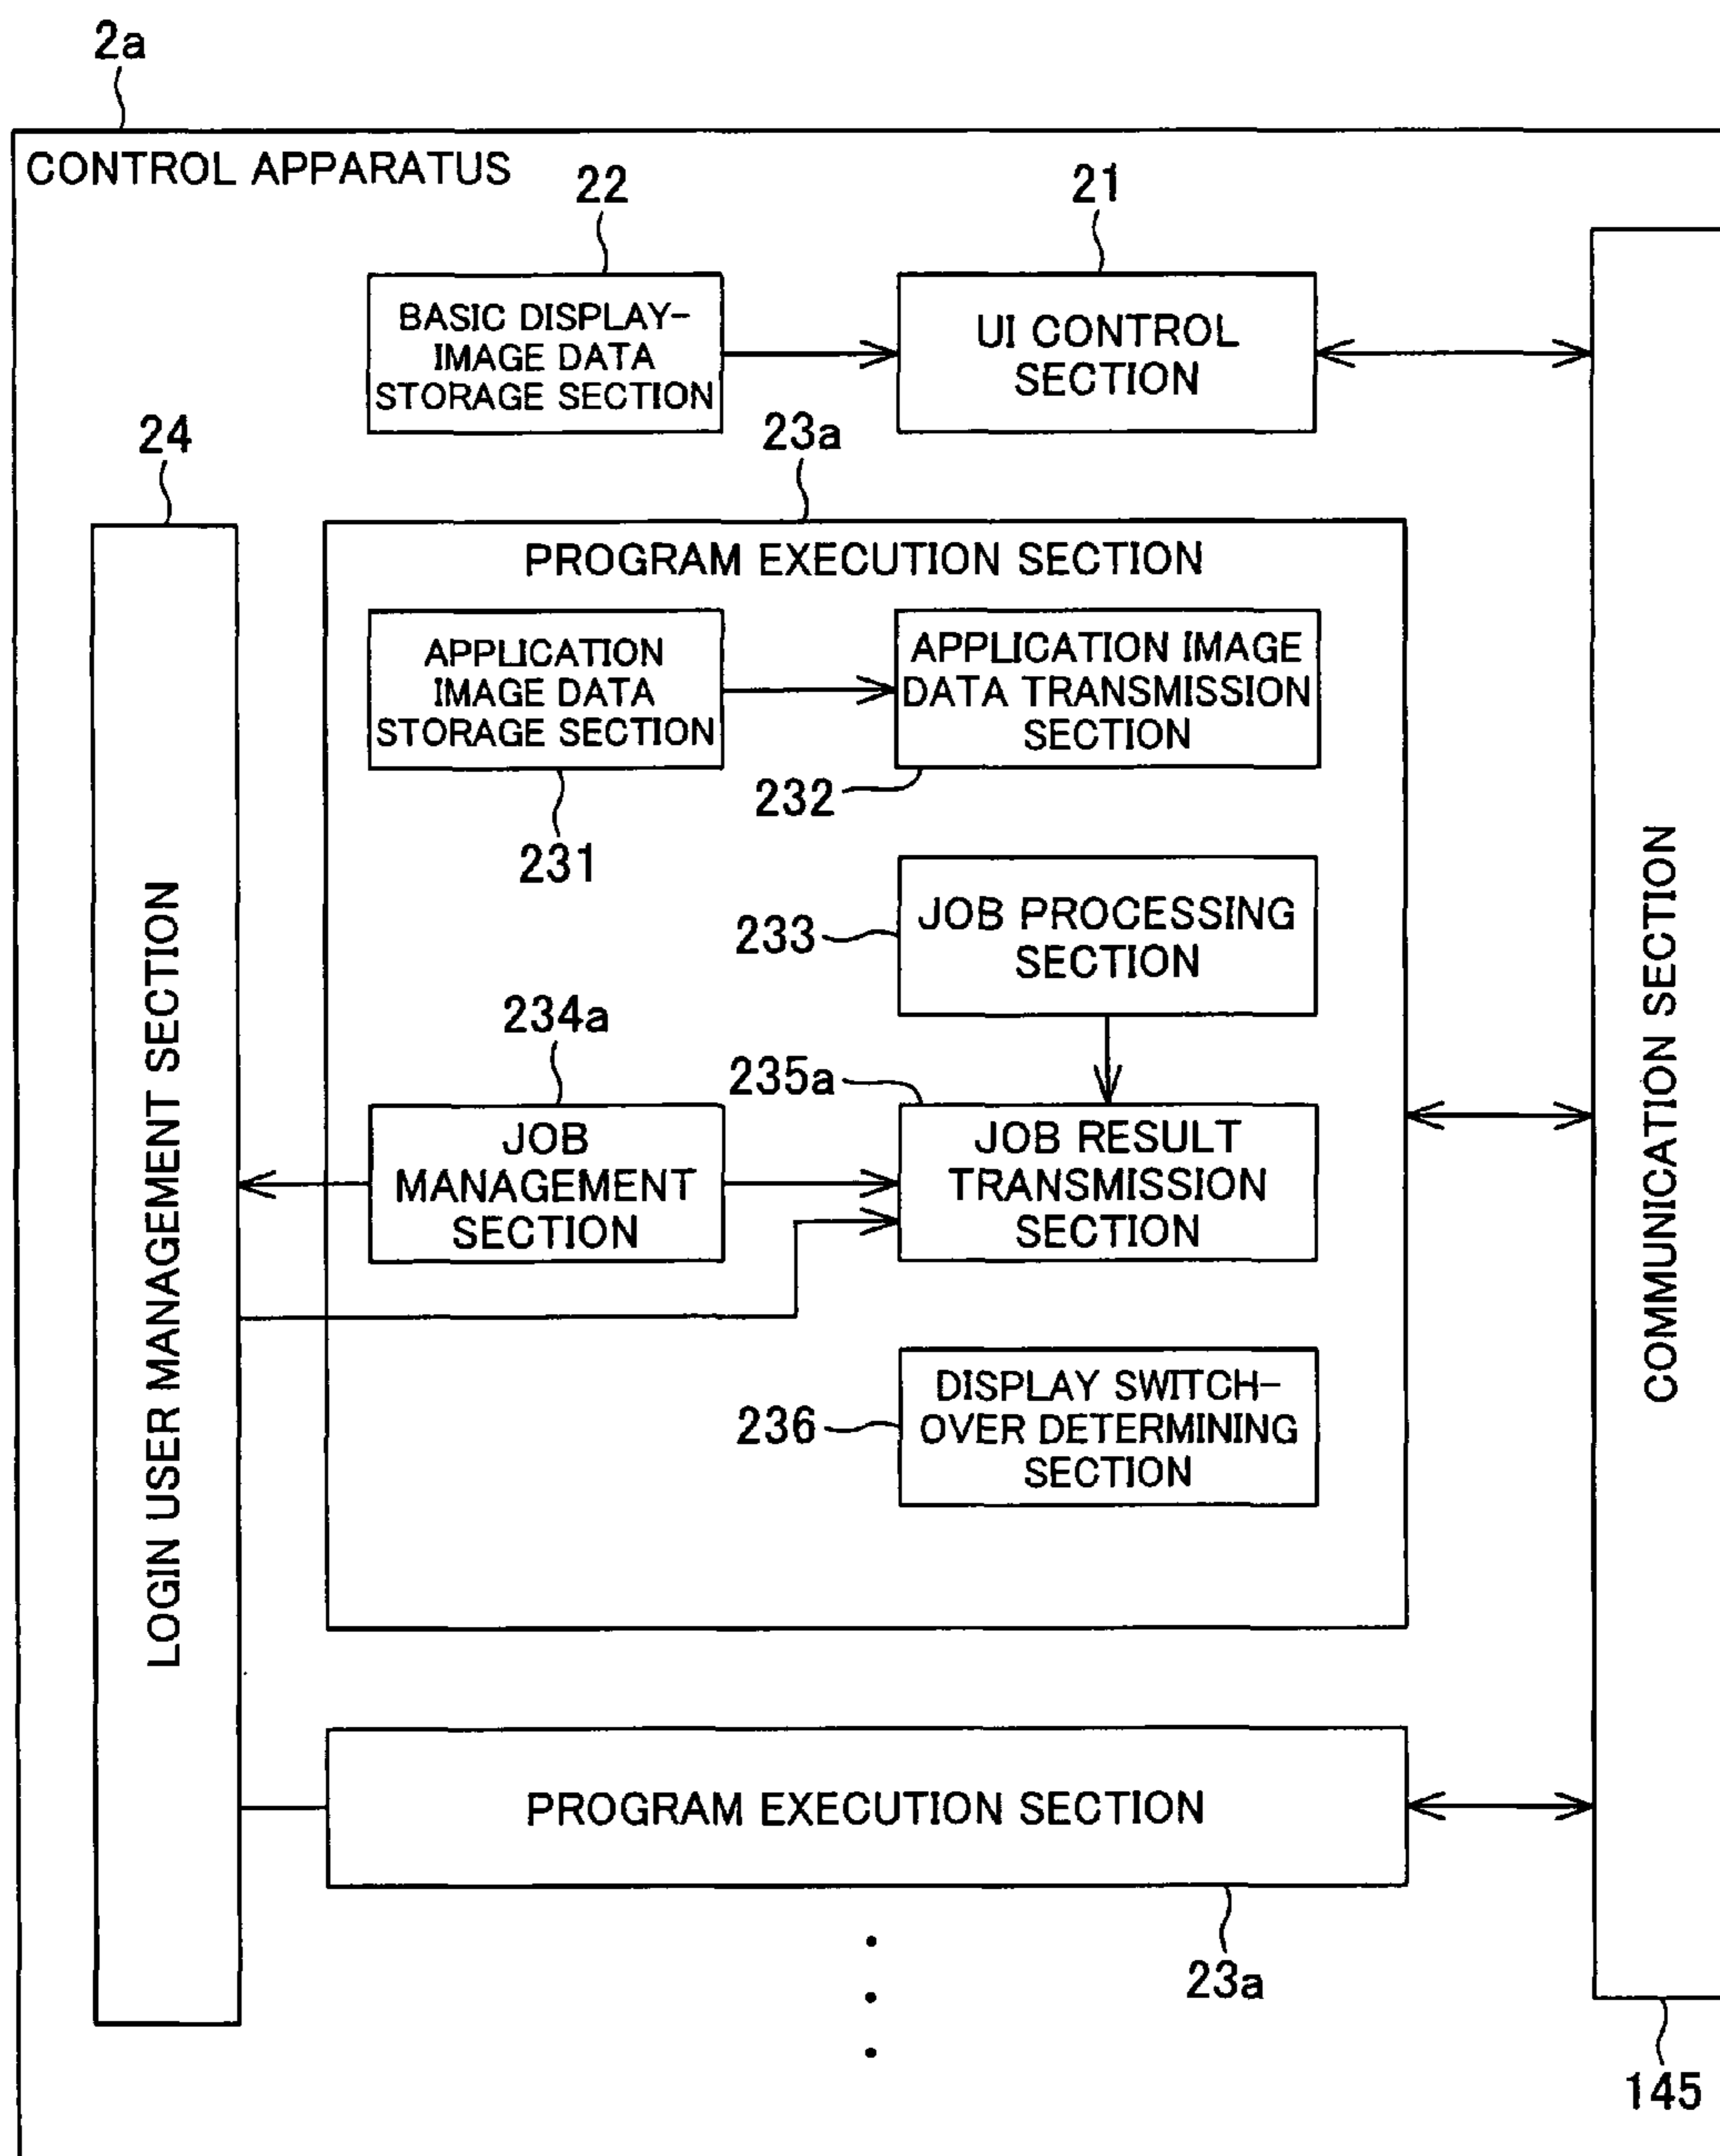 2a
CONTROL APPARATUS
22
21
BASIC DISPLAY-
IMAGE DATA
STORAGE SECTION
UI CONTROL
SECTION
24
23a
PROGRAM EXECUTION SECTION
APPLICATION
IMAGE DATA
STORAGE SECTION
APPLICATION IMAGE
DATA TRANSMISSION
SECTION
231
232
233
JOB PROCESSING
SECTION
234a
235a
JOB
MANAGEMENT
SECTION
JOB RESULT
TRANSMISSION
SECTION
236
DISPLAY SWITCH-
OVER DETERMINING
SECTION
LOGIN USER MANAGEMENT SECTION
COMMUNICATION SECTION
PROGRAM EXECUTION SECTION
23a
145